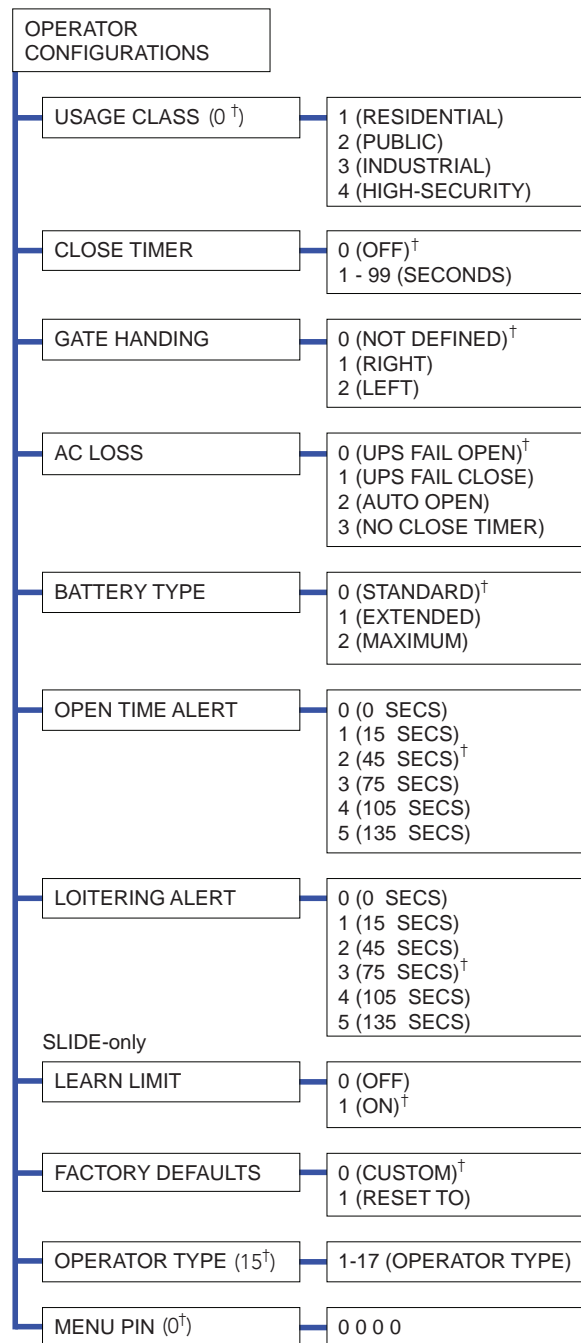 OPERATOR
CONFIGURATIONS
USAGE CLASS (0 †)
1 (RESIDENTIAL)
2 (PUBLIC)
3 (INDUSTRIAL)
4 (HIGH-SECURITY)
CLOSE TIMER
0 (OFF)†
1 - 99 (SECONDS)
GATE HANDING
0 (NOT DEFINED)†
1 (RIGHT)
2 (LEFT)
AC LOSS
0 (UPS FAIL OPEN)†
1 (UPS FAIL CLOSE)
2 (AUTO OPEN)
3 (NO CLOSE TIMER)
BATTERY TYPE
0 (STANDARD)†
1 (EXTENDED)
2 (MAXIMUM)
OPEN TIME ALERT
0 (0 SECS)
1 (15 SECS)
2 (45 SECS)†
3 (75 SECS)
4 (105 SECS)
5 (135 SECS)
LOITERING ALERT
0 (0 SECS)
1 (15 SECS)
2 (45 SECS)
3 (75 SECS)†
4 (105 SECS)
5 (135 SECS)
SLIDE-only
LEARN LIMIT
0 (OFF)
1 (ON)†
FACTORY DEFAULTS
0 (CUSTOM)†
1 (RESET TO)
OPERATOR TYPE (15†)
1-17 (OPERATOR TYPE)
MENU PIN (0†)
0 0 0 0